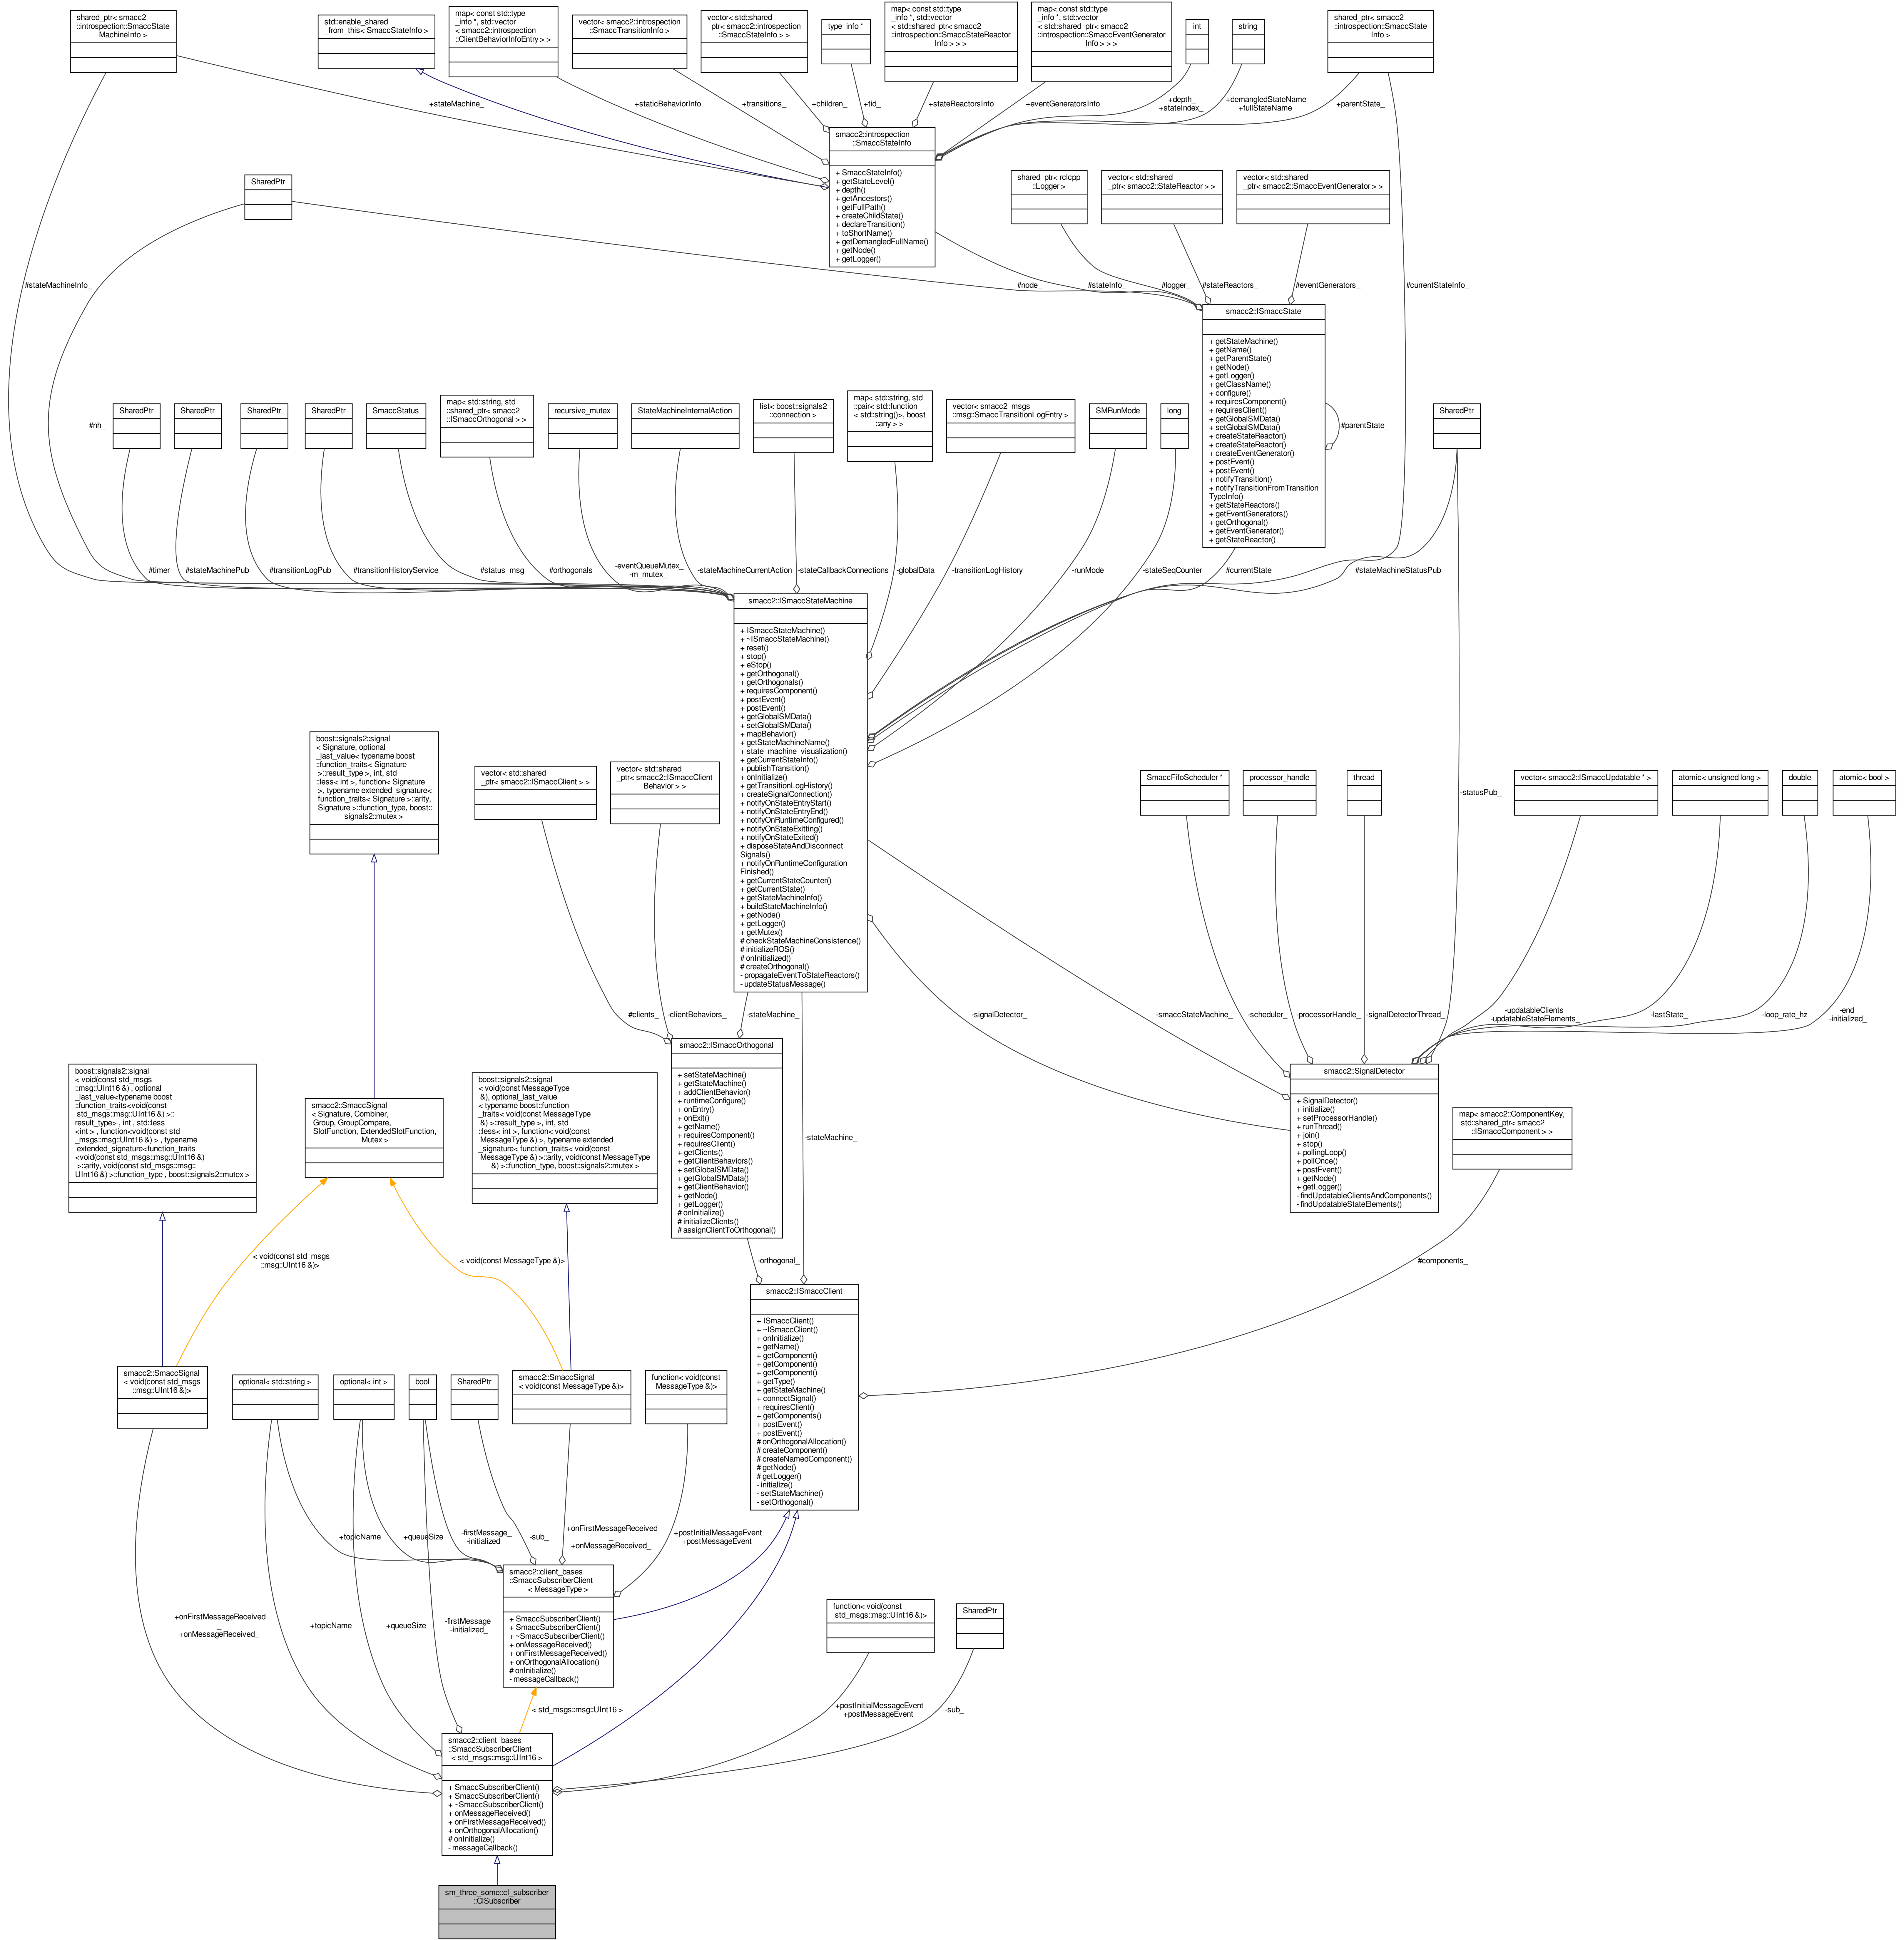 shared_ptr< smacc2
::introspection::SmaccState
MachineInfo >
std::enable_shared
_from_this< SmaccStateInfo >
map< const std::type
_info *, std::vector
< smacc2::introspection
::ClientBehaviorInfoEntry > >
vector< smacc2::introspection
::SmaccTransitionInfo >
vector< std::shared
_ptr< smacc2::introspection
::SmaccStateInfo > >
type_info *
map< const std::type
_info *, std::vector
< std::shared_ptr< smacc2
::introspection::SmaccStateReactor
Info > > >
map< const std::type
_info *, std::vector
< std::shared_ptr< smacc2
::introspection::SmaccEventGenerator
Info > > >
int
string
shared_ptr< smacc2
::introspection::SmaccState
Info >
+stateMachine_
+staticBehaviorInfo
+transitions_
+children_
+tid_
+stateReactorsInfo
+eventGeneratorsInfo
+depth_
+stateIndex_
+demangledStateName
+fullStateName
+parentState_
smacc2::introspection
::SmaccStateInfo
+ SmaccStateInfo()
+ getStateLevel()
+ depth()
+ getAncestors()
+ getFullPath()
+ createChildState()
+ declareTransition()
+ toShortName()
+ getDemangledFullName()
+ getNode()
+ getLogger()
SharedPtr
shared_ptr< rclcpp
::Logger >
vector< std::shared
_ptr< smacc2::StateReactor > >
vector< std::shared
_ptr< smacc2::SmaccEventGenerator > >
#stateMachineInfo_
#node_
#stateInfo_
#logger_
#stateReactors_
#eventGenerators_
#currentStateInfo_
smacc2::ISmaccState
+ getStateMachine()
+ getName()
+ getParentState()
+ getNode()
+ getLogger()
+ getClassName()
+ configure()
+ requiresComponent()
+ requiresClient()
+ getGlobalSMData()
+ setGlobalSMData()
+ createStateReactor()
+ createStateReactor()
+ createEventGenerator()
+ postEvent()
+ postEvent()
+ notifyTransition()
+ notifyTransitionFromTransition
TypeInfo()
+ getStateReactors()
+ getEventGenerators()
+ getOrthogonal()
+ getEventGenerator()
+ getStateReactor()
#parentState_
#nh_
SharedPtr
SharedPtr
SharedPtr
SharedPtr
SmaccStatus
map< std::string, std
::shared_ptr< smacc2
::ISmaccOrthogonal > >
recursive_mutex
StateMachineInternalAction
list< boost::signals2
::connection >
map< std::string, std
::pair< std::function
< std::string()>, boost
::any > >
vector< smacc2_msgs
::msg::SmaccTransitionLogEntry >
SMRunMode
long
SharedPtr
#timer_
#stateMachinePub_
#transitionLogPub_
#transitionHistoryService_
#status_msg_
#orthogonals_
-eventQueueMutex_
-m_mutex_
-stateMachineCurrentAction
-stateCallbackConnections
-globalData_
-transitionLogHistory_
-runMode_
-stateSeqCounter_
#currentState_
#stateMachineStatusPub_
smacc2::ISmaccStateMachine
+ ISmaccStateMachine()
+ ~ISmaccStateMachine()
+ reset()
+ stop()
+ eStop()
+ getOrthogonal()
+ getOrthogonals()
+ requiresComponent()
+ postEvent()
+ postEvent()
+ getGlobalSMData()
+ setGlobalSMData()
+ mapBehavior()
+ getStateMachineName()
+ state_machine_visualization()
+ getCurrentStateInfo()
+ publishTransition()
+ onInitialize()
+ getTransitionLogHistory()
+ createSignalConnection()
+ notifyOnStateEntryStart()
+ notifyOnStateEntryEnd()
+ notifyOnRuntimeConfigured()
+ notifyOnStateExitting()
+ notifyOnStateExited()
+ disposeStateAndDisconnect
Signals()
+ notifyOnRuntimeConfiguration
Finished()
+ getCurrentStateCounter()
+ getCurrentState()
+ getStateMachineInfo()
+ buildStateMachineInfo()
+ getNode()
+ getLogger()
+ getMutex()
# checkStateMachineConsistence()
# initializeROS()
# onInitialized()
# createOrthogonal()
- propagateEventToStateReactors()
- updateStatusMessage()
boost::signals2::signal
< Signature, optional
_last_value< typename boost
::function_traits< Signature
>::result_type >, int, std
::less< int >, function< Signature
>, typename extended_signature<
function_traits< Signature >::arity,
Signature >::function_type, boost::
signals2::mutex >
vector< std::shared
_ptr< smacc2::ISmaccClient > >
vector< std::shared
_ptr< smacc2::ISmaccClient
Behavior > >
SmaccFifoScheduler *
processor_handle
thread
-statusPub_
vector< smacc2::ISmaccUpdatable * >
atomic< unsigned long >
double
atomic< bool >
#clients_
-clientBehaviors_
-stateMachine_
-signalDetector_
-smaccStateMachine_
-scheduler_
-processorHandle_
-signalDetectorThread_
-updatableClients_
-updatableStateElements_
-lastState_
-loop_rate_hz
-end_
-initialized_
smacc2::ISmaccOrthogonal
+ setStateMachine()
+ getStateMachine()
+ addClientBehavior()
+ runtimeConfigure()
+ onEntry()
+ onExit()
+ getName()
+ requiresComponent()
+ requiresClient()
+ getClients()
+ getClientBehaviors()
+ setGlobalSMData()
+ getGlobalSMData()
+ getClientBehavior()
+ getNode()
+ getLogger()
# onInitialize()
# initializeClients()
# assignClientToOrthogonal()
smacc2::SignalDetector
+ SignalDetector()
+ initialize()
+ setProcessorHandle()
+ runThread()
+ join()
+ stop()
+ pollingLoop()
+ pollOnce()
+ postEvent()
+ getNode()
+ getLogger()
- findUpdatableClientsAndComponents()
- findUpdatableStateElements()
boost::signals2::signal
< void(const std_msgs
::msg::UInt16 &) , optional
_last_value<typename boost
::function_traits<void(const
std_msgs::msg::UInt16 &) >::
result_type> , int , std::less
<int > , function<void(const std
_msgs::msg::UInt16 &) > , typename
extended_signature<function_traits
<void(const std_msgs::msg::UInt16 &)
>::arity, void(const std_msgs::msg::
UInt16 &) >::function_type , boost::signals2::mutex >
smacc2::SmaccSignal
< Signature, Combiner,
Group, GroupCompare,
SlotFunction, ExtendedSlotFunction,
Mutex >
boost::signals2::signal
< void(const MessageType
&), optional_last_value
< typename boost::function
_traits< void(const MessageType
&) >::result_type >, int, std
::less< int >, function< void(const
MessageType &) >, typename extended
_signature< function_traits< void(const
MessageType &) >::arity, void(const MessageType
&) >::function_type, boost::signals2::mutex >
map< smacc2::ComponentKey,
std::shared_ptr< smacc2
::ISmaccComponent > >
-stateMachine_
< void(const std_msgs
::msg::UInt16 &)>
< void(const MessageType &)>
-orthogonal_
#components_
smacc2::ISmaccClient
+ ISmaccClient()
+ ~ISmaccClient()
+ onInitialize()
+ getName()
+ getComponent()
+ getComponent()
+ getComponent()
+ getType()
+ getStateMachine()
+ connectSignal()
+ requiresClient()
+ getComponents()
+ postEvent()
+ postEvent()
# onOrthogonalAllocation()
# createComponent()
# createNamedComponent()
# getNode()
# getLogger()
- initialize()
- setStateMachine()
- setOrthogonal()
smacc2::SmaccSignal
< void(const std_msgs
::msg::UInt16 &)>
optional< std::string >
optional< int >
bool
SharedPtr
smacc2::SmaccSignal
< void(const MessageType &)>
function< void(const
MessageType &)>
+topicName
+queueSize
-firstMessage_
-initialized_
-sub_
+onFirstMessageReceived
_
+onMessageReceived_
+postInitialMessageEvent
+postMessageEvent
smacc2::client_bases
::SmaccSubscriberClient
< MessageType >
+ SmaccSubscriberClient()
+ SmaccSubscriberClient()
+ ~SmaccSubscriberClient()
+ onMessageReceived()
+ onFirstMessageReceived()
+ onOrthogonalAllocation()
# onInitialize()
- messageCallback()
function< void(const
std_msgs::msg::UInt16 &)>
SharedPtr
+onFirstMessageReceived
_
+onMessageReceived_
+topicName
+queueSize
-firstMessage_
-initialized_
< std_msgs::msg::UInt16 >
+postInitialMessageEvent
+postMessageEvent
-sub_
smacc2::client_bases
::SmaccSubscriberClient
< std_msgs::msg::UInt16 >
+ SmaccSubscriberClient()
+ SmaccSubscriberClient()
+ ~SmaccSubscriberClient()
+ onMessageReceived()
+ onFirstMessageReceived()
+ onOrthogonalAllocation()
# onInitialize()
- messageCallback()
sm_three_some::cl_subscriber
::ClSubscriber